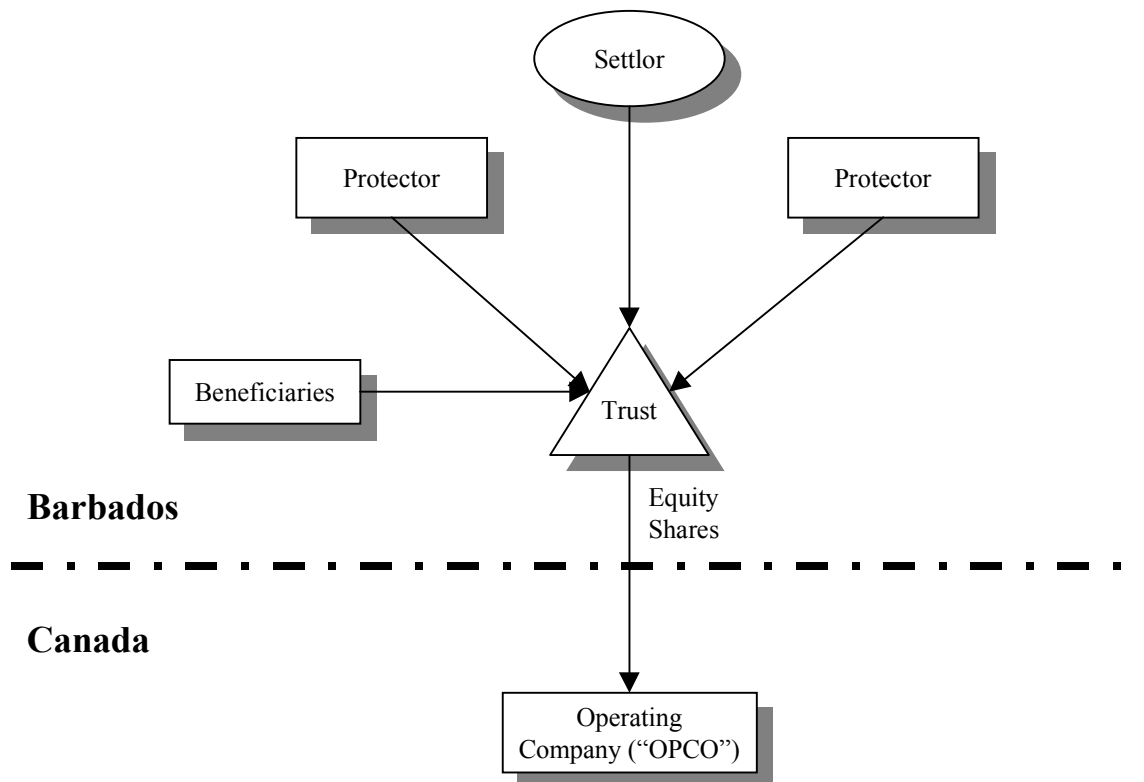 Settlor
Protector
Protector
Beneficiaries
Trust
Equity
Shares
Barbados
Canada
Operating
Company (“OPCO”)